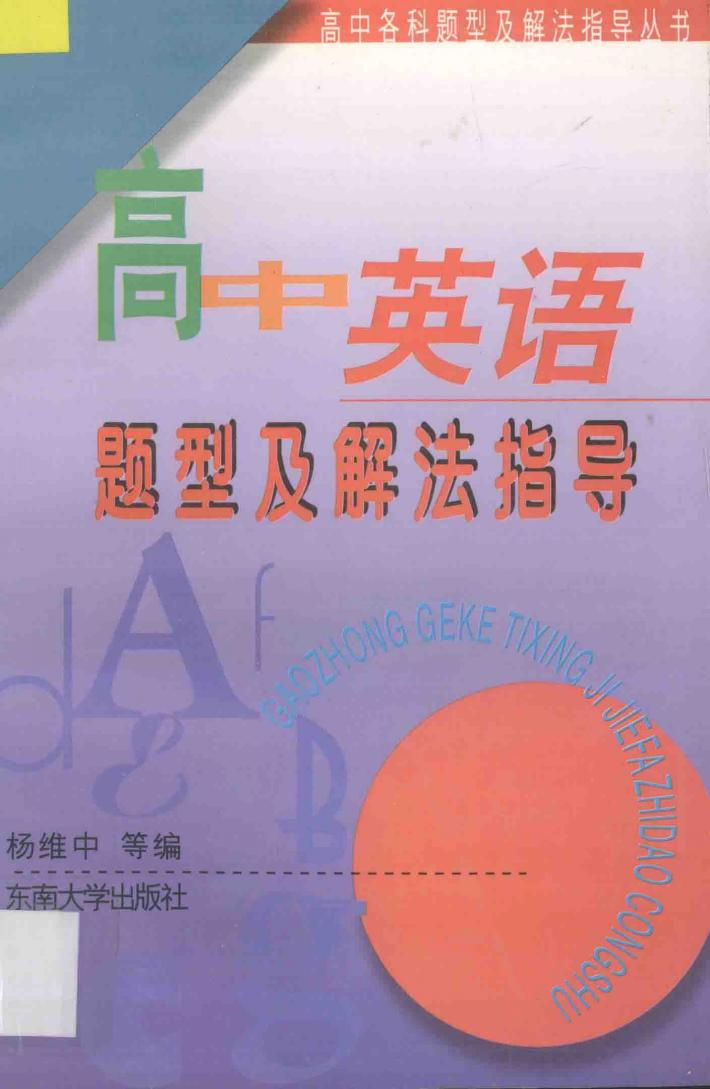 高中各科题型及解法指导丛书
高中英语
题型及解法指导
GAOZHONG GEKE TIXING JI JIEFA ZHIDAO CONGSHU
杨维中 等编
东南大学出版社